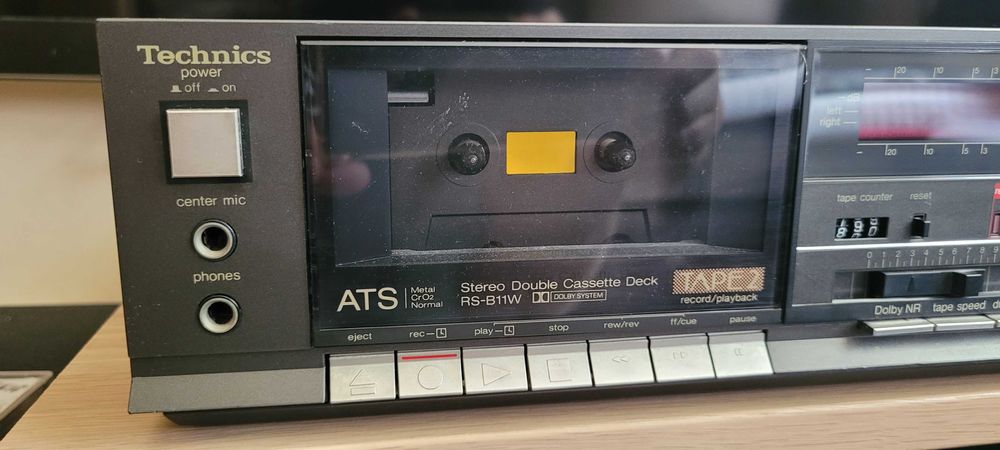 Technics
power
off on
center mic
phones
ATS
Metal
CrO2
Normal
Stereo Double Cassette Deck
RS-B11W DOLBY SYSTEM
TAPE 2
record/playback
eject rec play stop rew/rev ff/cue pause
20 10 5 3
dB
left
right
20 10 5 3
tape counter reset
0 1 2 3 4 5 6 7 8 9
Dolby NR tape speed